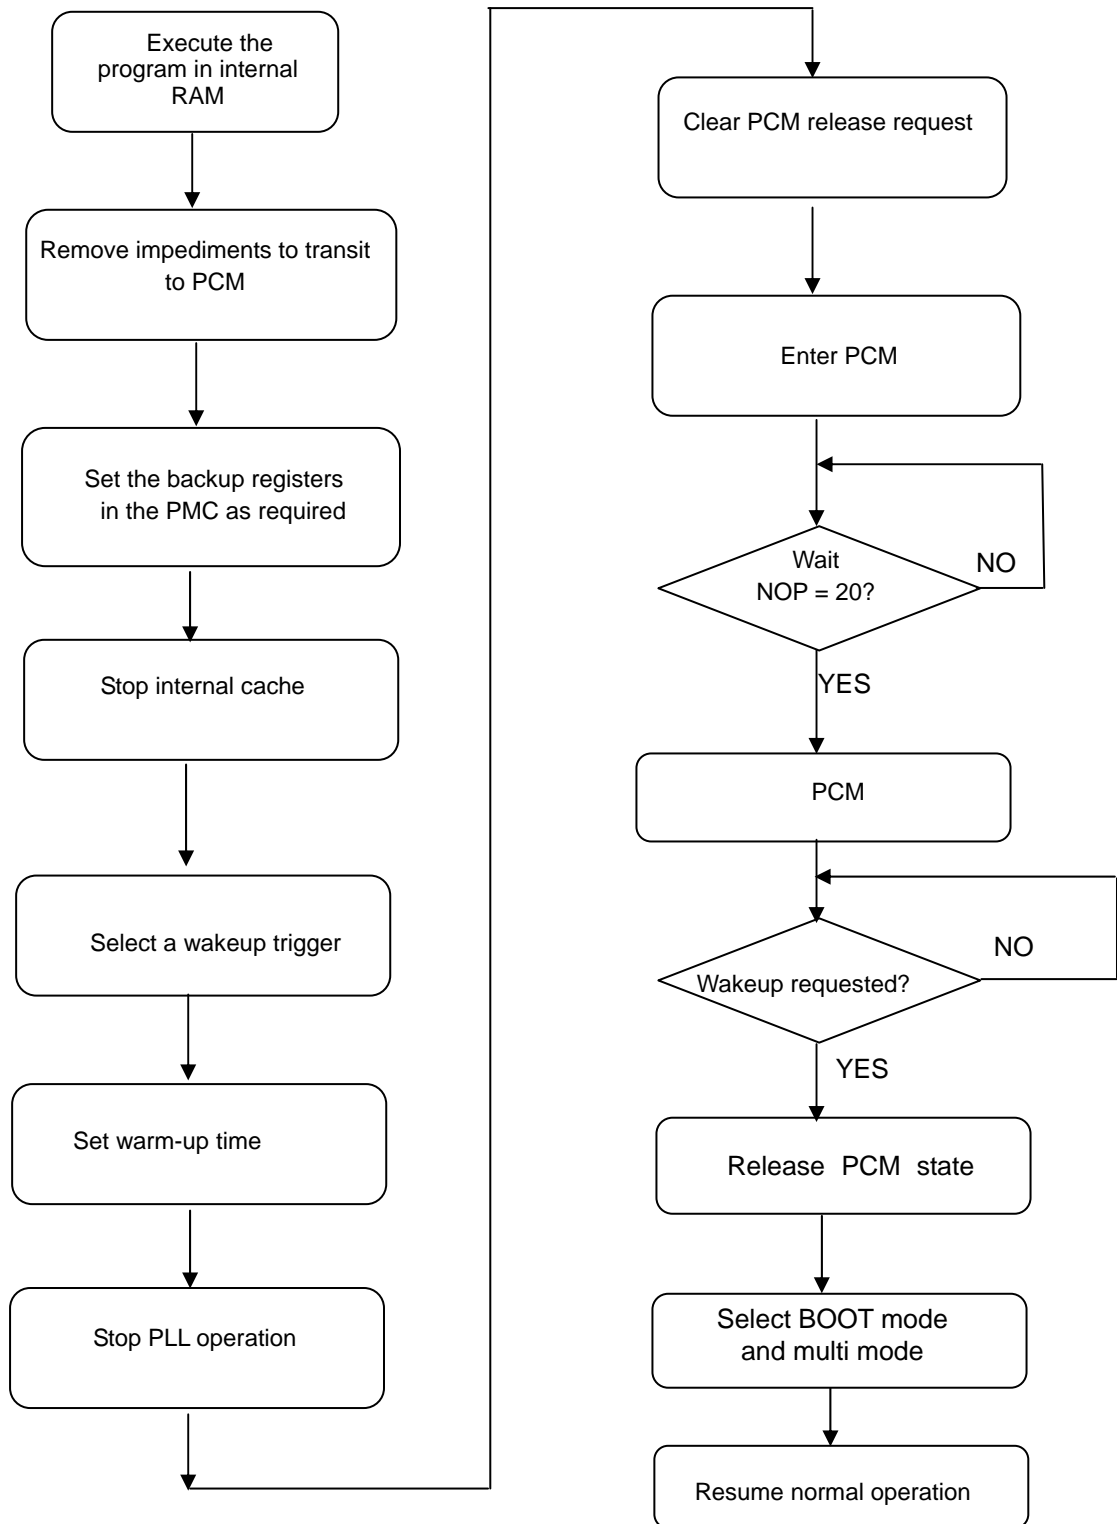 Execute the
program in internal
RAM
Remove impediments to transit
to PCM
Set the backup registers
in the PMC as required
Stop internal cache
Select a wakeup trigger
Set warm-up time
Stop PLL operation
Clear PCM release request
Enter PCM
Wait
NOP = 20?
NO
YES
PCM
Wakeup requested?
NO
YES
Release PCM state
Select BOOT mode
and multi mode
Resume normal operation